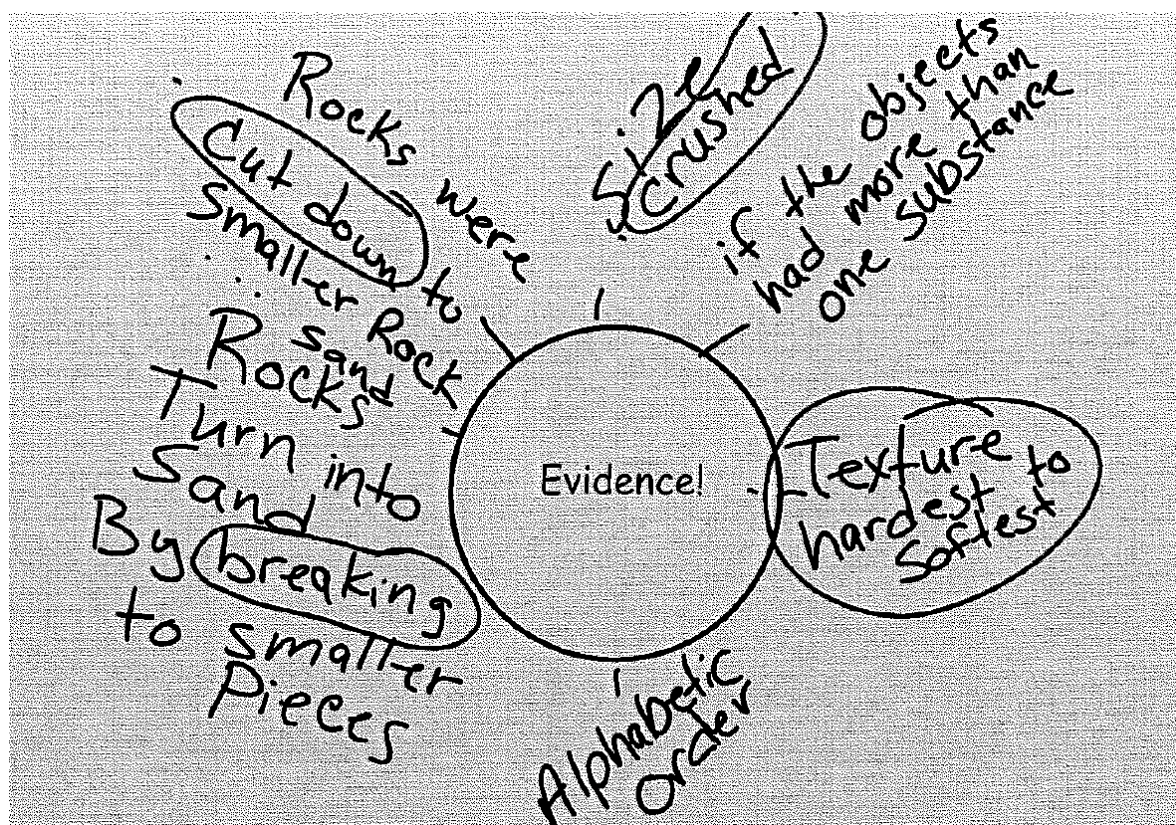 Rocks were
Cut down to
smaller Rock
sand
Size
crushed
if the objects
had more than
one substance
Rocks
Turn into
Sand
By breaking
to smaller
Pieces
Evidence!
Texture
hardest to
softest
Alphabetic
order